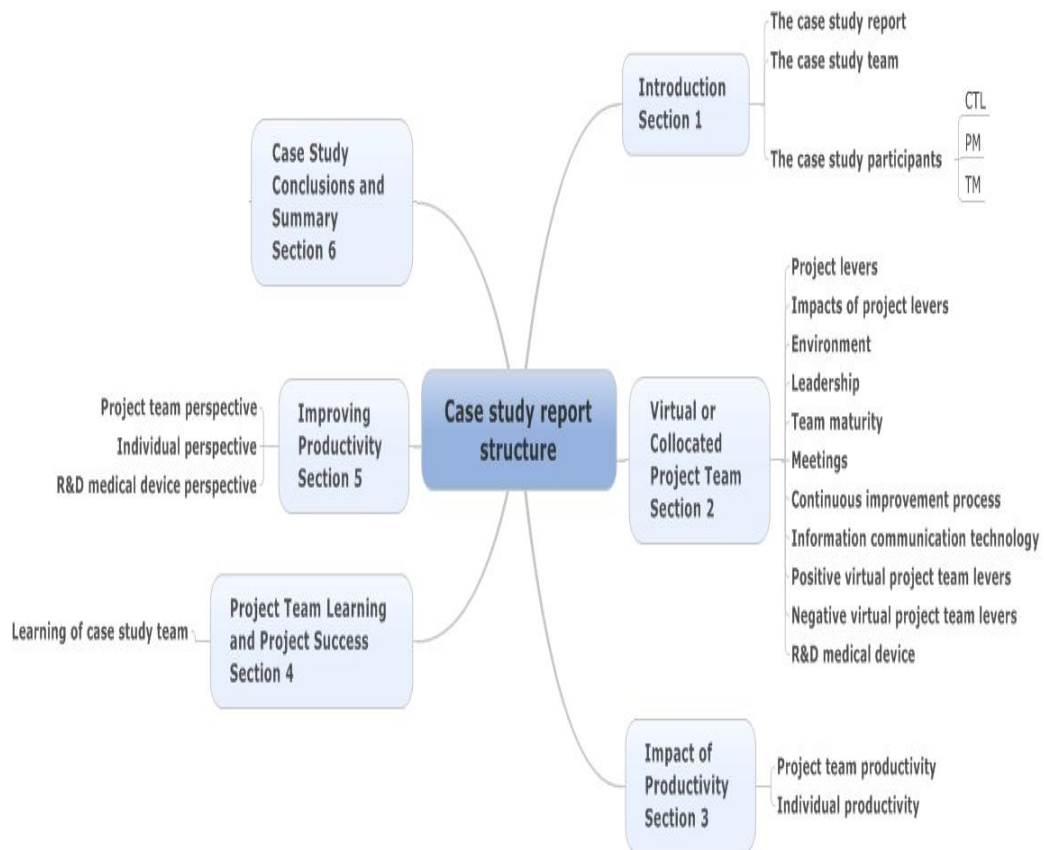 Case study report
structure
Introduction
Section 1
The case study report
The case study team
The case study participants
CTL
PM
TM
Virtual or
Collocated
Project Team
Section 2
Project levers
Impacts of project levers
Environment
Leadership
Team maturity
Meetings
Continuous improvement process
Information communication technology
Positive virtual project team levers
Negative virtual project team levers
R&D medical device
Impact of
Productivity
Section 3
Project team productivity
Individual productivity
Project Team Learning
and Project Success
Section 4
Learning of case study team
Improving
Productivity
Section 5
Project team perspective
Individual perspective
R&D medical device perspective
Case Study
Conclusions and
Summary
Section 6